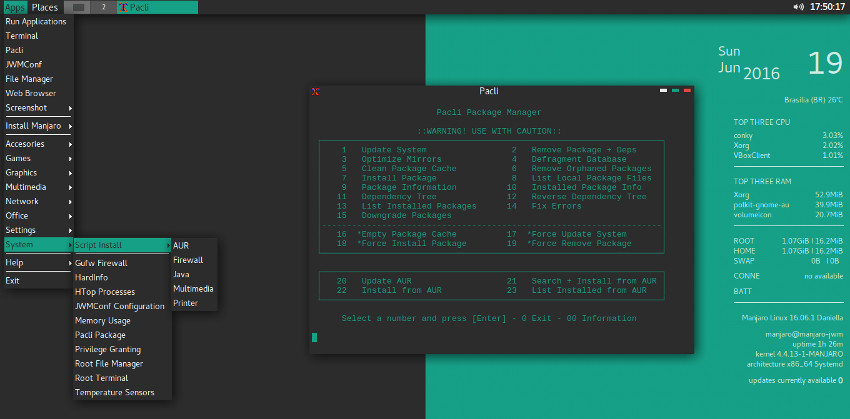 Apps Places 2 Pacli 17:50:17
Run Applications
Terminal
Pacli
JWMConf
File Manager
Web Browser
Screenshot
Install Manjaro
Accesories
Games
Graphics
Multimedia
Network
Office
Settings
System
Help
Exit
Script Install
Gufw Firewall
HardInfo
HTop Processes
JWMConf Configuration
Memory Usage
Pacli Package
Privilege Granting
Root File Manager
Root Terminal
Temperature Sensors
AUR
Firewall
Java
Multimedia
Printer
Pacli
Pacli Package Manager
::WARNING! USE WITH CAUTION::
1 Update System 2 Remove Package + Deps
3 Optimize Mirrors 4 Defragment Database
5 Clean Package Cache 6 Remove Orphaned Packages
7 Install Package 8 List Local Package Files
9 Package Information 10 Installed Package Info
11 Dependency Tree 12 Reverse Dependency Tree
13 List Installed Packages 14 Fix Errors
15 Downgrade Packages
16 *Empty Package Cache 17 *Force Update System
18 *Force Install Package 19 *Force Remove Package
20 Update AUR 21 Search + Install from AUR
22 Install from AUR 23 List Installed from AUR
Select a number and press [Enter] - 0 Exit - 00 Information
Sun 19
Jun 2016
Brasilia (BR) 26°C
TOP THREE CPU
conky 3.03%
Xorg 2.02%
VBoxClient 1.01%
TOP THREE RAM
Xorg 52.9MiB
polkit-gnome-au 39.9MiB
volumeicon 20.7MiB
ROOT 1.07GiB | 16.2MiB
HOME 1.07GiB | 16.2MiB
SWAP 0B | 0B
CONNE no available
BATT
Manjaro Linux 16.06.1 Daniella
manjaro@manjaro-jwm
uptime 1h 26m
kernel 4.4.13-1-MANJARO
architecture x86_64 Systemd
updates currently available 0